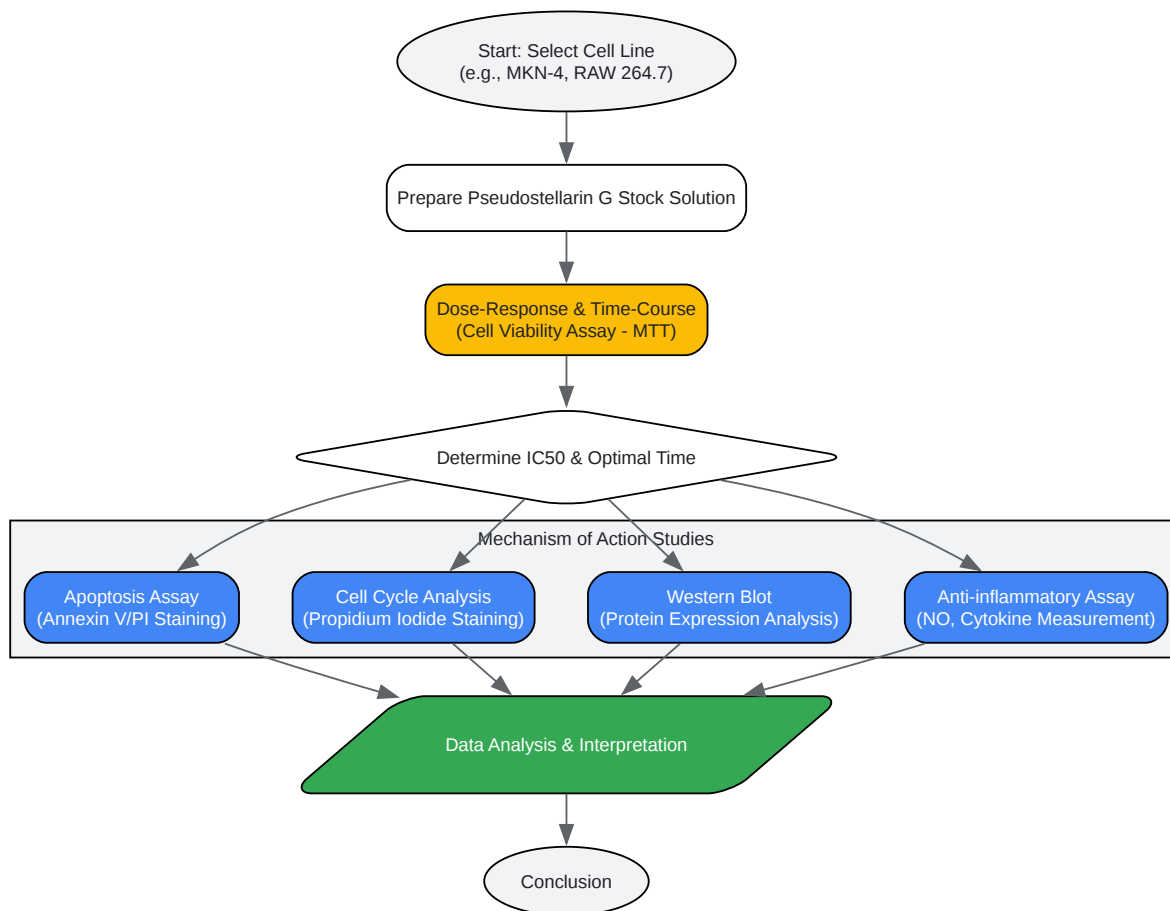 Start: Select Cell Line
(e.g., MKN-4, RAW 264.7)
Prepare Pseudostellarin G Stock Solution
Dose-Response & Time-Course
(Cell Viability Assay - MTT)
Determine IC50 & Optimal Time
Mechanism of Action Studies
Apoptosis Assay
(Annexin V/PI Staining)
Cell Cycle Analysis
(Propidium Iodide Staining)
Western Blot
(Protein Expression Analysis)
Anti-inflammatory Assay
(NO, Cytokine Measurement)
Data Analysis & Interpretation
Conclusion